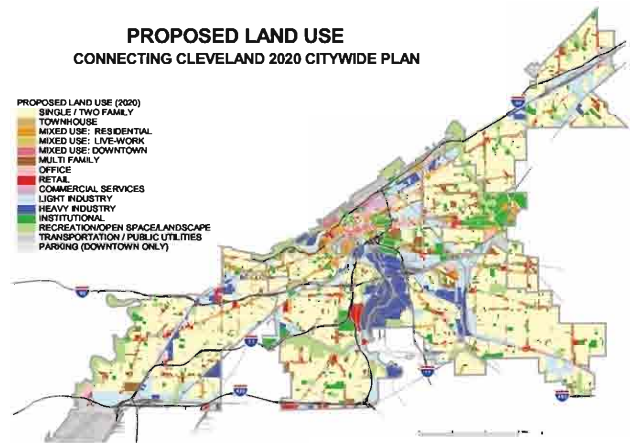 PROPOSED LAND USE
CONNECTING CLEVELAND 2020 CITYWIDE PLAN
PROPOSED LAND USE (2020)
SINGLE / TWO FAMILY
TOWNHOUSE
MIXED USE: RESIDENTIAL
MIXED USE: LIVE-WORK
MIXED USE: DOWNTOWN
MULTI FAMILY
OFFICE
RETAIL
COMMERCIAL SERVICES
LIGHT INDUSTRY
HEAVY INDUSTRY
INSTITUTIONAL
RECREATION/OPEN SPACE/LANDSCAPE
TRANSPORTATION / PUBLIC UTILITIES
PARKING (DOWNTOWN ONLY)